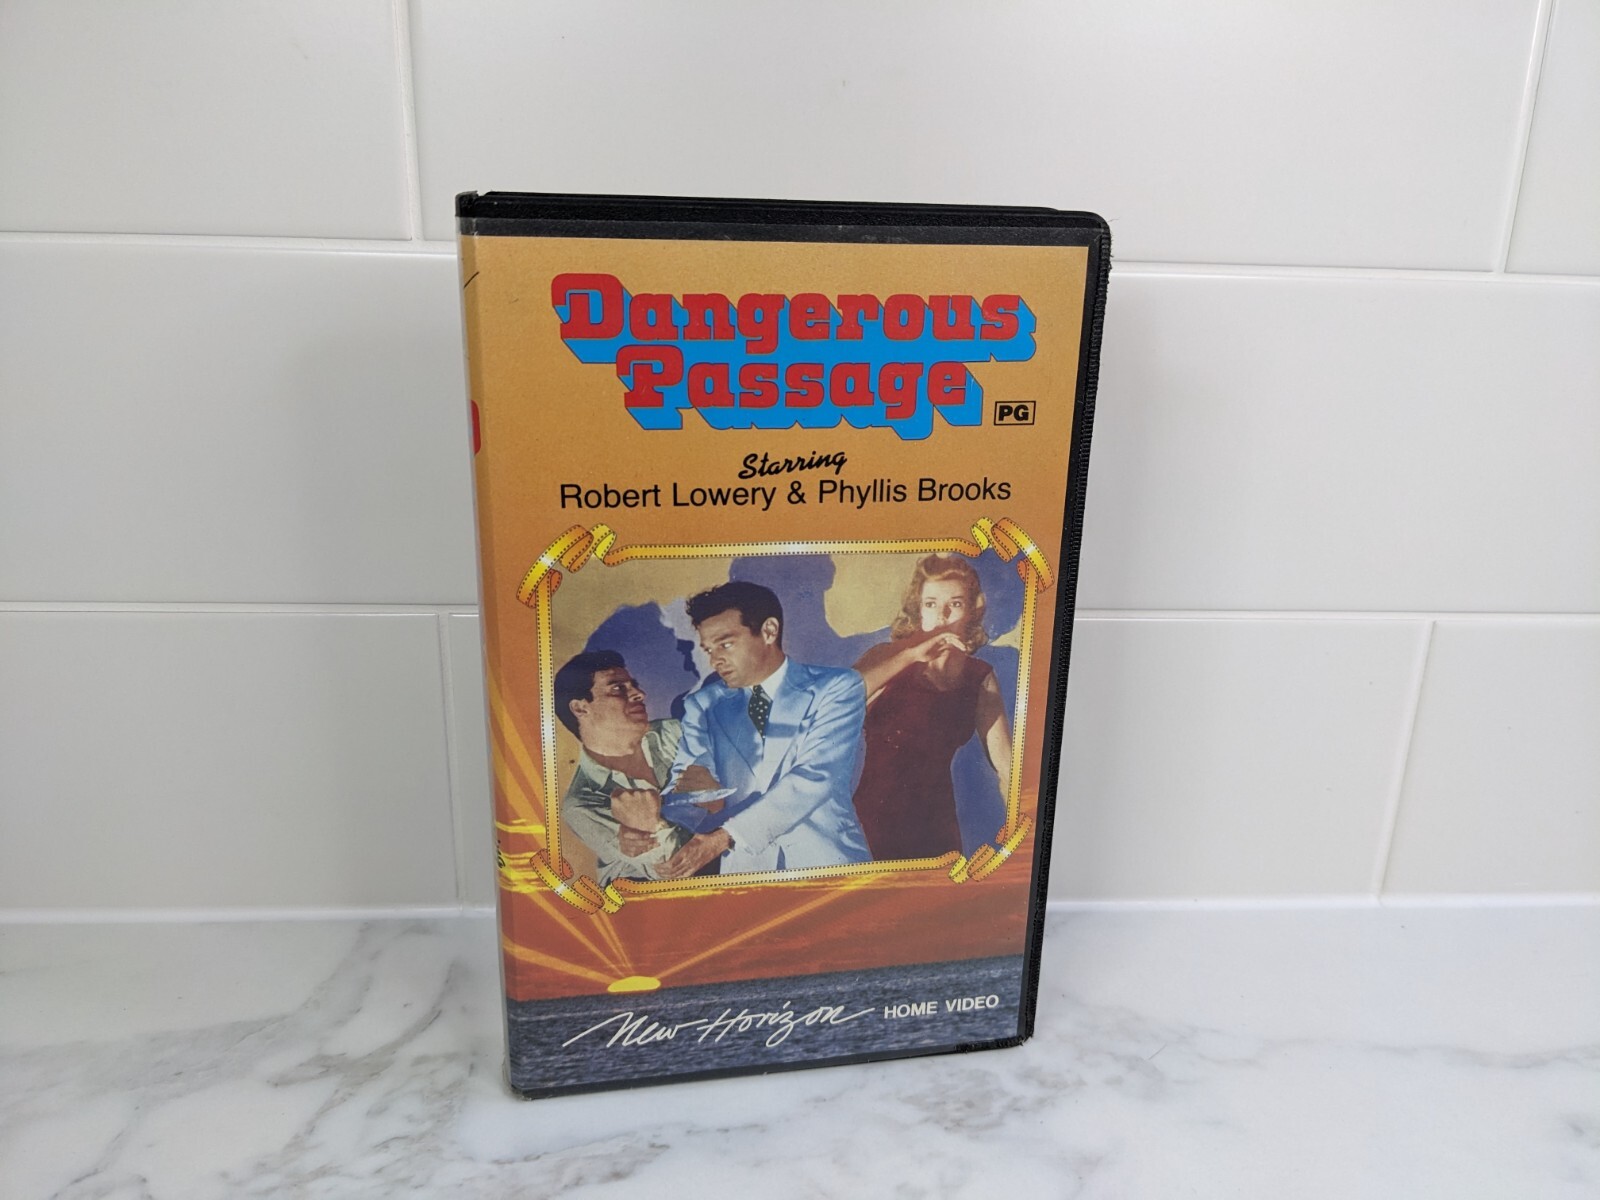 Dangerous
Passage
PG
Starring
Robert Lowery & Phyllis Brooks
New Horizon HOME VIDEO